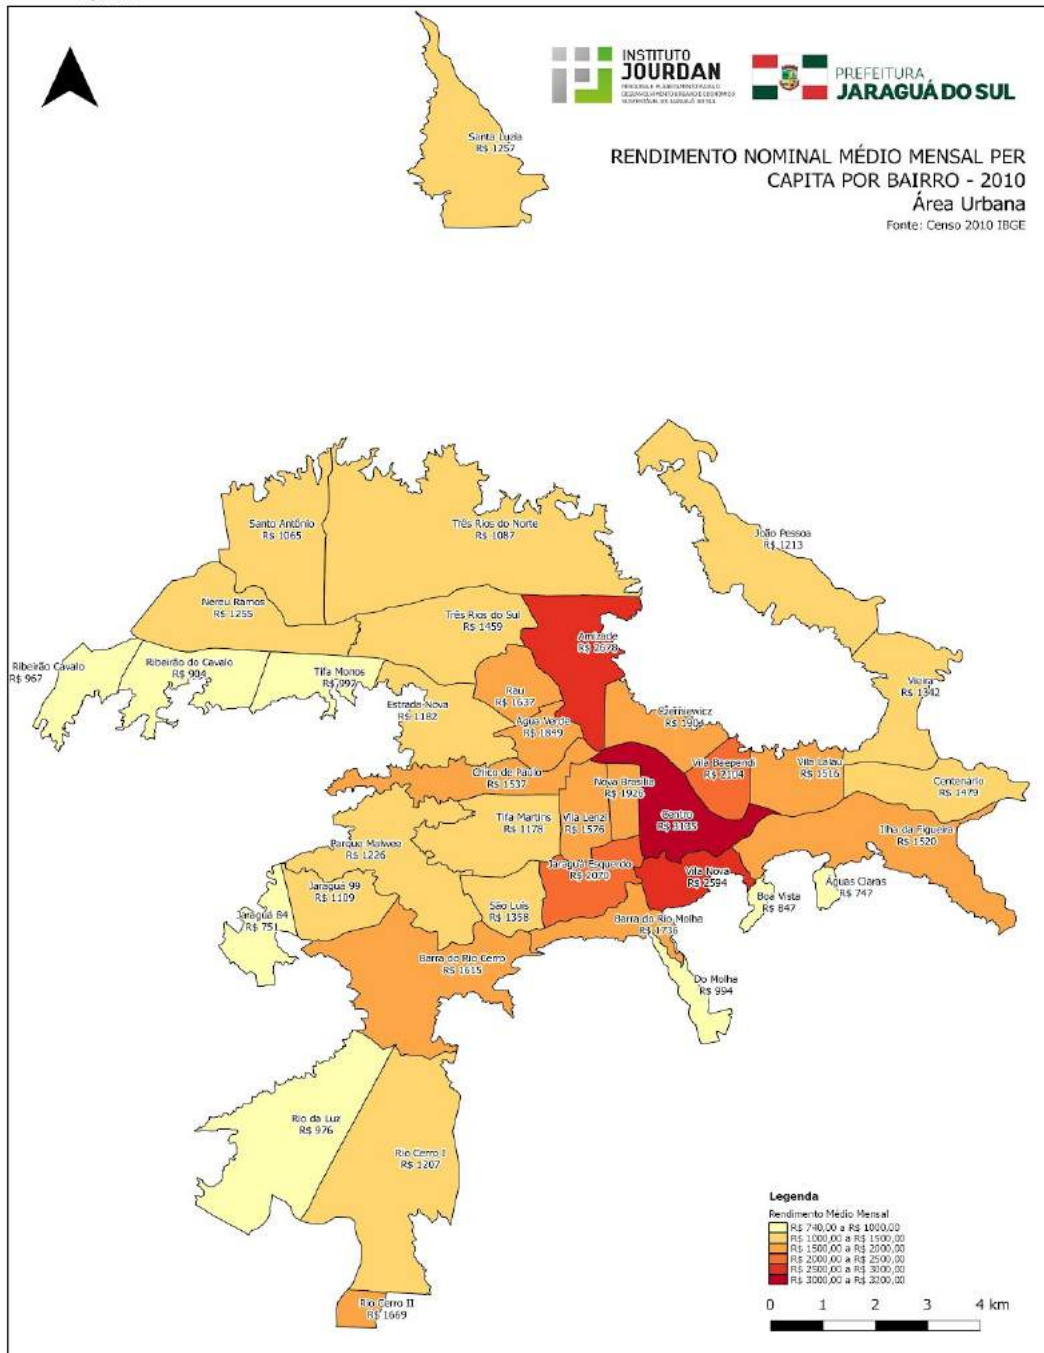 INSTITUTO
JOURDAN
PREFEITURA
JARAGUÁ DO SUL
RENDIMENTO NOMINAL MÉDIO MENSAL PER
CAPITA POR BAIRRO - 2010
Área Urbana
Fonte: Censo 2010 IBGE
Santa Luzia
R$ 1257
Santo Antônio
R$ 1065
Três Rios do Norte
R$ 1087
João Pessoa
R$ 1213
Nereu Ramos
R$ 1255
Três Rios do Sul
R$ 1459
Amizade
R$ 2628
Ribeirão Cavalo
R$ 967
Ribeirão do Cavalo
R$ 904
Tifa Monos
R$ 992
Vieira
R$ 1342
Rau
R$ 1637
Estrada Nova
R$ 1182
Água Verde
R$ 1849
Czerniewicz
R$ 1904
Vila Baependi
R$ 2104
Vila Lalau
R$ 1516
Centenário
R$ 1479
Chico de Paulo
R$ 1537
Nova Brasília
R$ 1926
Tifa Martins
R$ 1178
Vila Lenzi
R$ 1576
Centro
R$ 3135
Ilha da Figueira
R$ 1520
Parque Malwee
R$ 1226
Jaraguá Esquerdo
R$ 2070
Vila Nova
R$ 2594
Jaraguá 99
R$ 1109
Águas Claras
R$ 747
Boa Vista
R$ 847
São Luís
R$ 1358
Jaraguá 84
R$ 751
Barra do Rio Molha
R$ 1736
Barra do Rio Cerro
R$ 1615
Do Molha
R$ 994
Rio da Luz
R$ 976
Rio Cerro I
R$ 1207
Rio Cerro II
R$ 1669
Legenda
Rendimento Médio Mensal
R$ 740,00 a R$ 1000,00
R$ 1000,00 a R$ 1500,00
R$ 1500,00 a R$ 2000,00
R$ 2000,00 a R$ 2500,00
R$ 2500,00 a R$ 3000,00
R$ 3000,00 a R$ 3200,00
0 1 2 3 4 km